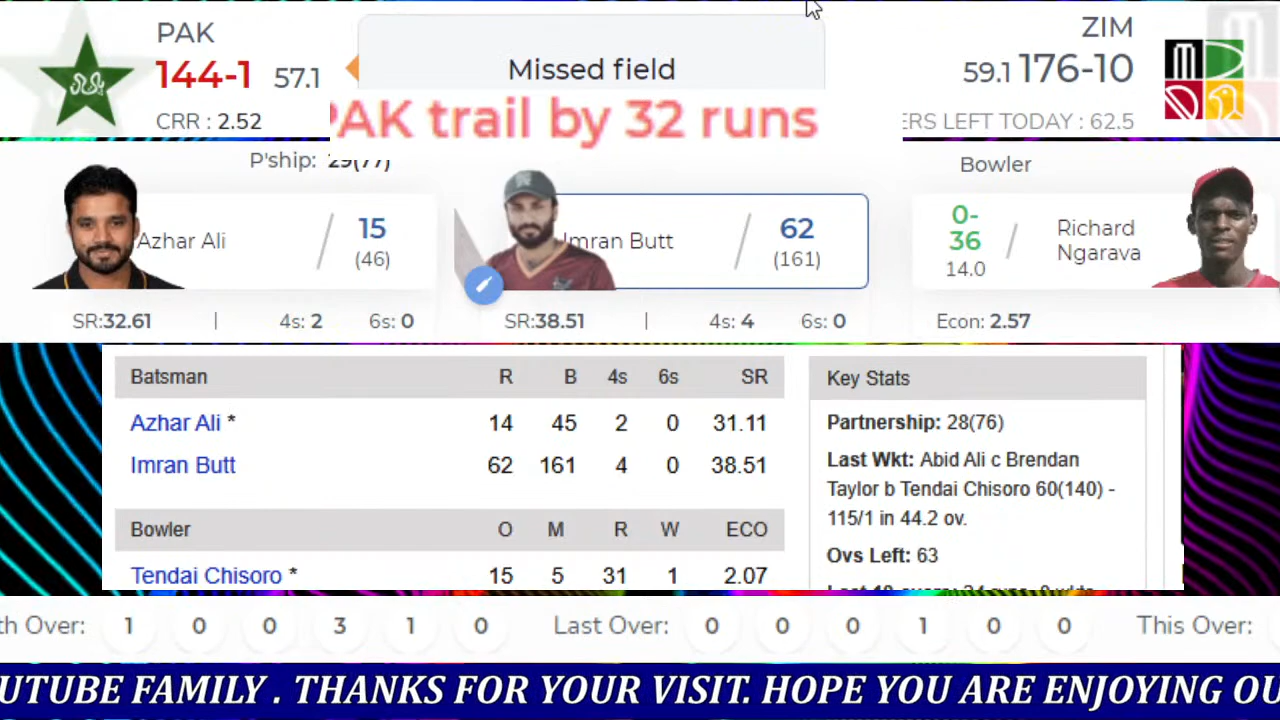 PAK
144-1 57.1
CRR : 2.52
Missed field
PAK trail by 32 runs
ZIM
59.1 176-10
ERS LEFT TODAY : 62.5
P'ship: 29(77)
Azhar Ali
15
(46)
SR:32.61 | 4s: 2 6s: 0
Imran Butt
62
(161)
SR:38.51 | 4s: 4 6s: 0
Bowler
0-
36
14.0
Richard
Ngarava
Econ: 2.57
Batsman R B 4s 6s SR
Azhar Ali * 14 45 2 0 31.11
Imran Butt 62 161 4 0 38.51
Bowler O M R W ECO
Tendai Chisoro * 15 5 31 1 2.07
Key Stats
Partnership: 28(76)
Last Wkt: Abid Ali c Brendan
Taylor b Tendai Chisoro 60(140) -
115/1 in 44.2 ov.
Ovs Left: 63
th Over: 1 0 0 3 1 0 Last Over: 0 0 0 1 0 0 This Over:
OUTUBE FAMILY . THANKS FOR YOUR VISIT. HOPE YOU ARE ENJOYING OU